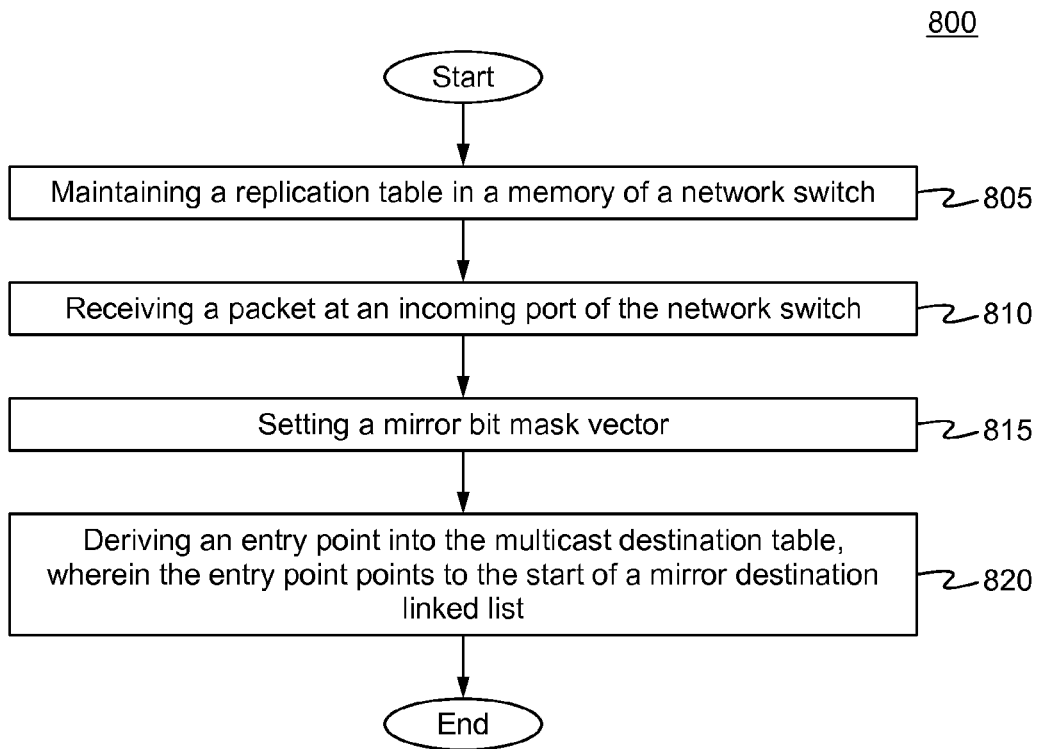 800
Start
Maintaining a replication table in a memory of a network switch
805
Receiving a packet at an incoming port of the network switch
810
Setting a mirror bit mask vector
815
Deriving an entry point into the multicast destination table,
wherein the entry point points to the start of a mirror destination
linked list
820
End